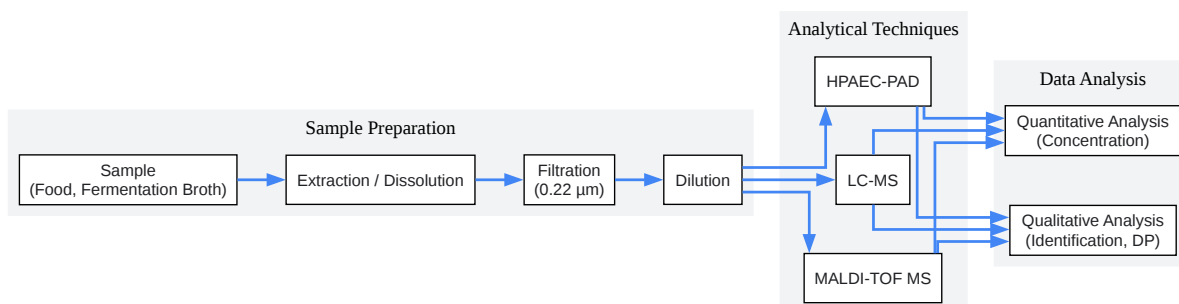 Analytical Techniques
HPAEC-PAD
Data Analysis
Sample Preparation
Quantitative Analysis
(Concentration)
Sample
(Food, Fermentation Broth)
Extraction / Dissolution
Filtration
(0.22 µm)
Dilution
LC-MS
Qualitative Analysis
(Identification, DP)
MALDI-TOF MS